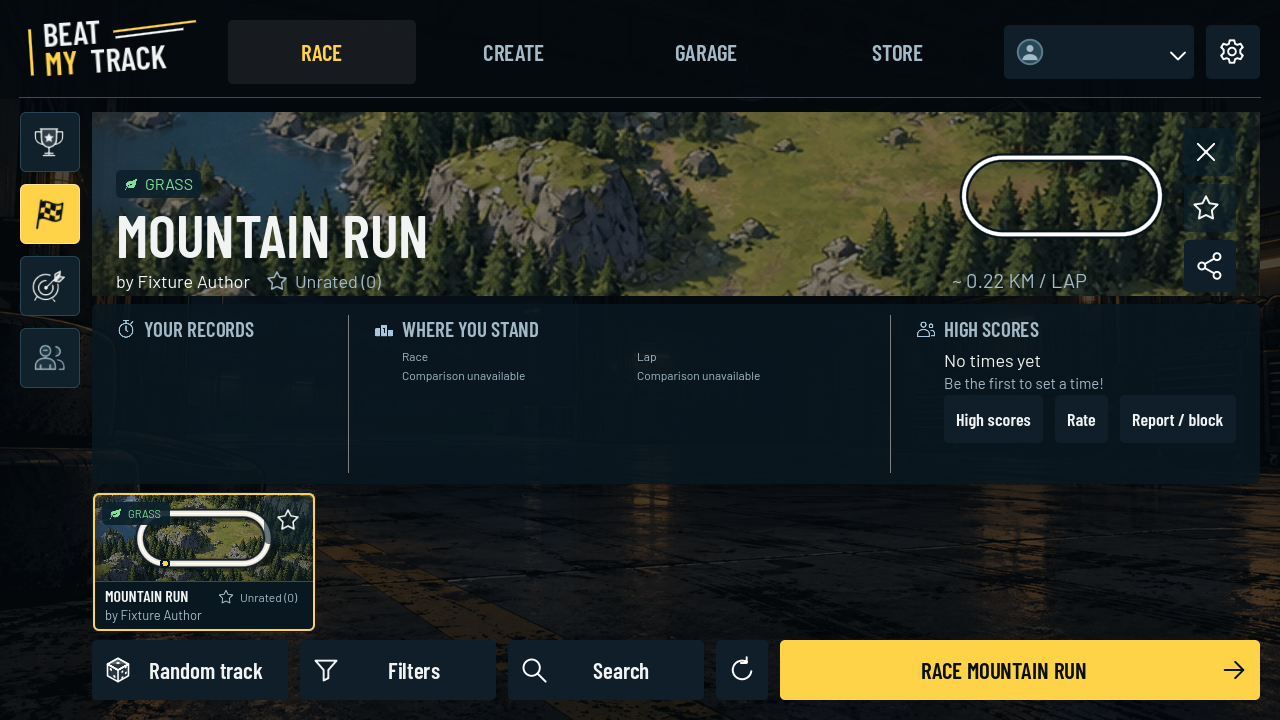 BEAT
MY TRACK
RACE
CREATE
GARAGE
STORE
GRASS
MOUNTAIN RUN
by Fixture Author
Unrated (0)
~ 0.22 KM / LAP
YOUR RECORDS
WHERE YOU STAND
Race
Comparison unavailable
Lap
Comparison unavailable
HIGH SCORES
No times yet
Be the first to set a time!
High scores
Rate
Report / block
GRASS
MOUNTAIN RUN
Unrated (0)
by Fixture Author
Random track
Filters
Search
RACE MOUNTAIN RUN